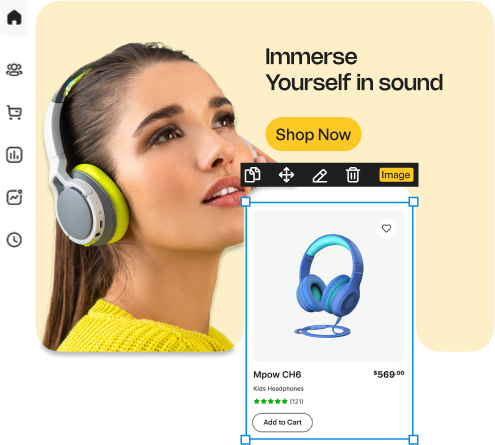 Immerse
Yourself in sound
Shop Now
Image
Mpow CH6
$569.00
Kids Headphones
(121)
Add to Cart